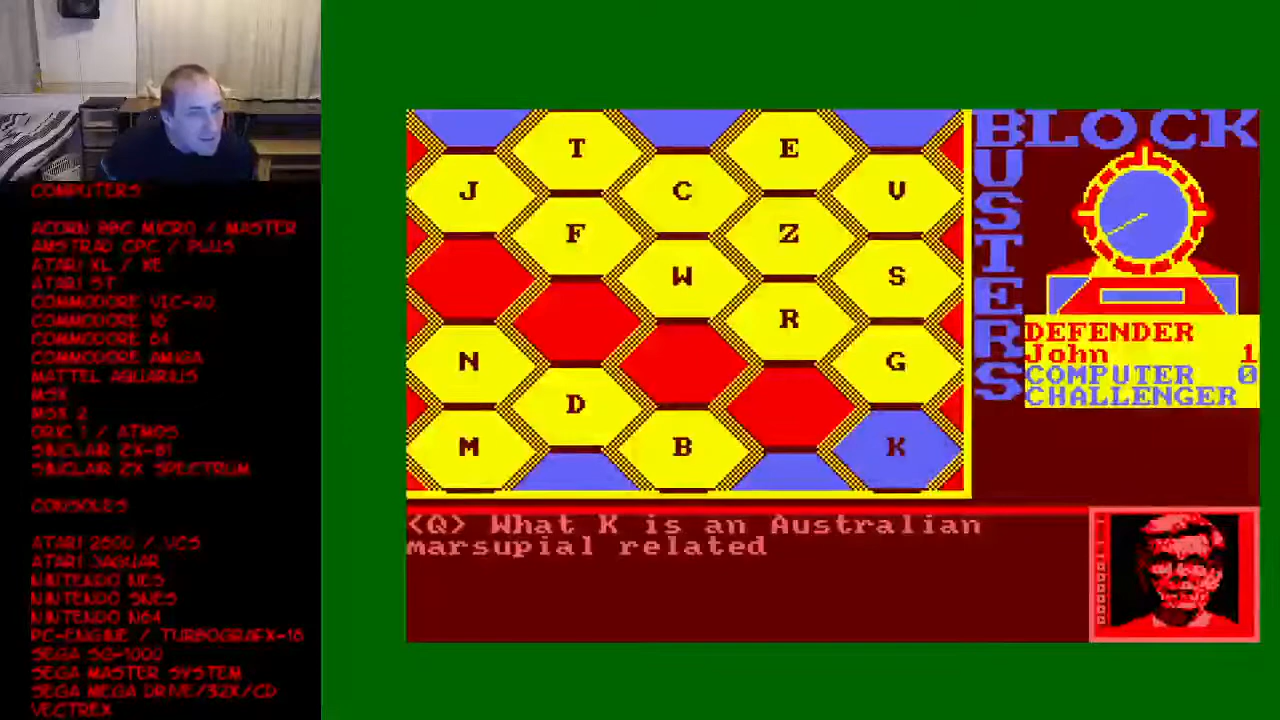 COMPUTERS
ACORN BBC MICRO / MASTER
AMSTRAD CPC / PLUS
ATARI XL / XE
ATARI ST
COMMODORE VIC-20
COMMODORE 16
COMMODORE 64
COMMODORE AMIGA
MATTEL AQUARIUS
MSX
MSX 2
ORIC 1 / ATMOS
SINCLAIR ZX-81
SINCLAIR ZX SPECTRUM
CONSOLES
ATARI 2600 / VCS
ATARI JAGUAR
NINTENDO NES
NINTENDO SNES
NINTENDO N64
PC-ENGINE / TURBOGRAFX-16
SEGA SG-1000
SEGA MASTER SYSTEM
SEGA MEGA DRIVE/32X/CD
VECTREX
T E
J C V
F Z
W S
R
N G
D
M B K
BLOCK
BUSTERS
DEFENDER
John 1
COMPUTER 0
CHALLENGER
<Q> What K is an Australian
marsupial related